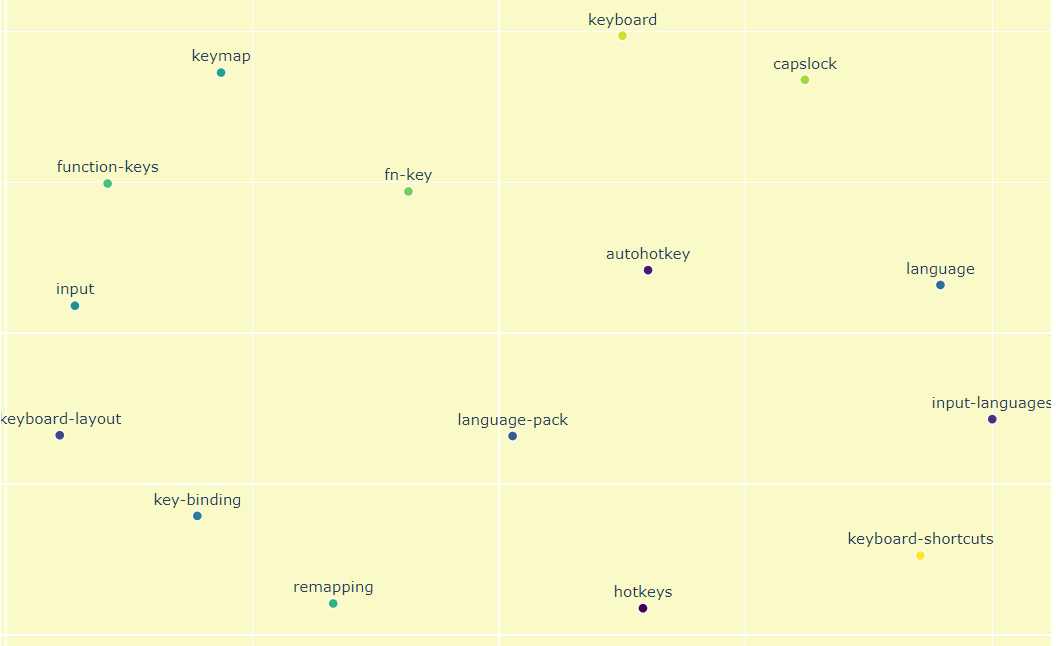 keyboard
keymap
capslock
function-keys
fn-key
autohotkey
language
input
input-languages
keyboard-layout
language-pack
key-binding
keyboard-shortcuts
remapping
hotkeys